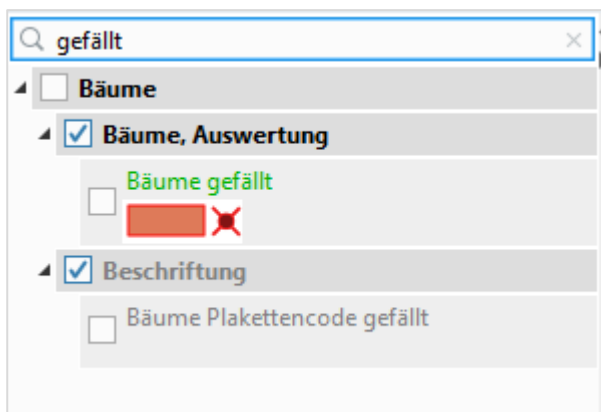 gefällt
Bäume
Bäume, Auswertung
Bäume gefällt
Beschriftung
Bäume Plakettencode gefällt